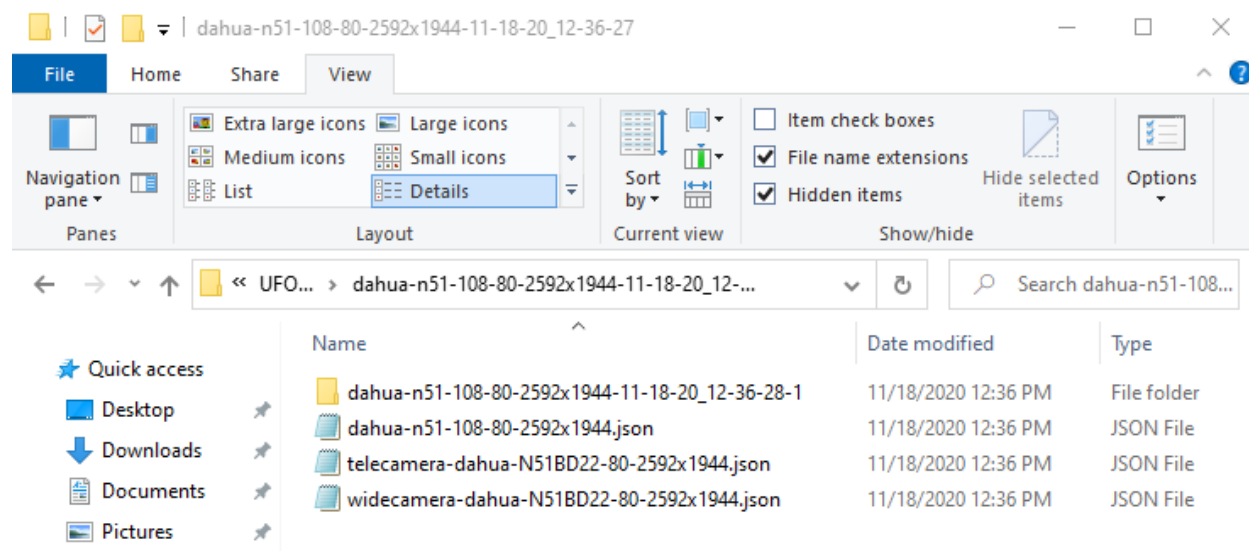 dahua-n51-108-80-2592x1944-11-18-20_12-36-27
File Home Share View
Extra large icons Large icons
Medium icons Small icons
List Details
Navigation pane
Sort by
Item check boxes
File name extensions
Hidden items
Hide selected items
Options
Panes Layout Current view Show/hide
« UFO... › dahua-n51-108-80-2592x1944-11-18-20_12-...
Search dahua-n51-108...
Name Date modified Type
Quick access
Desktop
Downloads
Documents
Pictures
dahua-n51-108-80-2592x1944-11-18-20_12-36-28-1 11/18/2020 12:36 PM File folder
dahua-n51-108-80-2592x1944.json 11/18/2020 12:36 PM JSON File
telecamera-dahua-N51BD22-80-2592x1944.json 11/18/2020 12:36 PM JSON File
widecamera-dahua-N51BD22-80-2592x1944.json 11/18/2020 12:36 PM JSON File